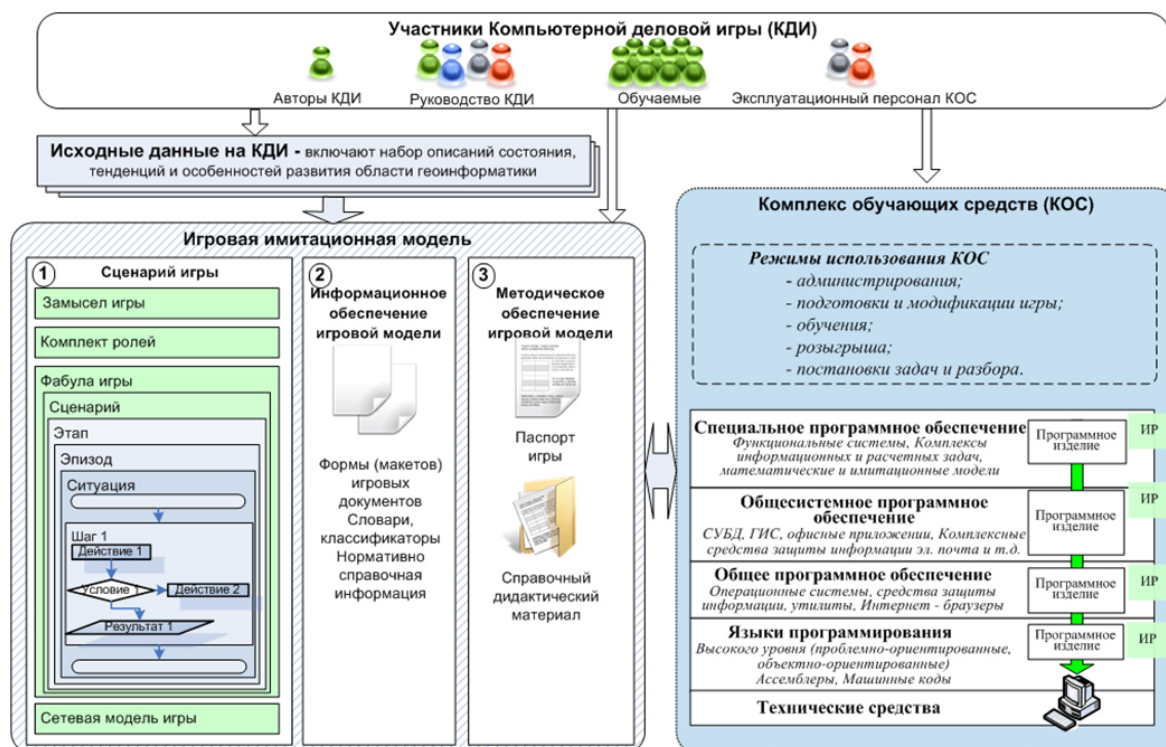 Участники Компьютерной деловой игры (КДИ)
Авторы КДИ
Руководство КДИ
Обучаемые
Эксплуатационный персонал КОС
Исходные данные на КДИ - включают набор описаний состояния,
тенденций и особенностей развития области геоинформатики
Игровая имитационная модель
1
Сценарий игры
Замысел игры
Комплект ролей
Фабула игры
Сценарий
Этап
Эпизод
Ситуация
Шаг 1
Действие 1
Условие 1
Действие 2
Результат 1
Сетевая модель игры
2
Информационное
обеспечение
игровой модели
Формы (макетов)
игровых
документов
Словари,
классификаторы
Нормативно
справочная
информация
3
Методическое
обеспечение
игровой модели
Паспорт
игры
Справочный
дидактический
материал
Комплекс обучающих средств (КОС)
Режимы использования КОС
- администрирования;
- подготовки и модификации игры;
- обучения;
- розыгрыша;
- постановки задач и разбора.
Специальное программное обеспечение
Функциональные системы, Комплексы
информационных и расчетных задач,
математические и имитационные модели
Программное
изделие
ИР
Общесистемное программное
обеспечение
СУБД, ГИС, офисные приложении, Комплексные
средства защиты информации эл. почта и т.д.
Программное
изделие
ИР
Общее программное обеспечение
Операционные системы, средства защиты
информации, утилиты, Интернет - браузеры
Программное
изделие
ИР
Языки программирования
Высокого уровня (проблемно-ориентированные,
объектно-ориентированные)
Ассемблеры, Машинные коды
Программное
изделие
ИР
Технические средства